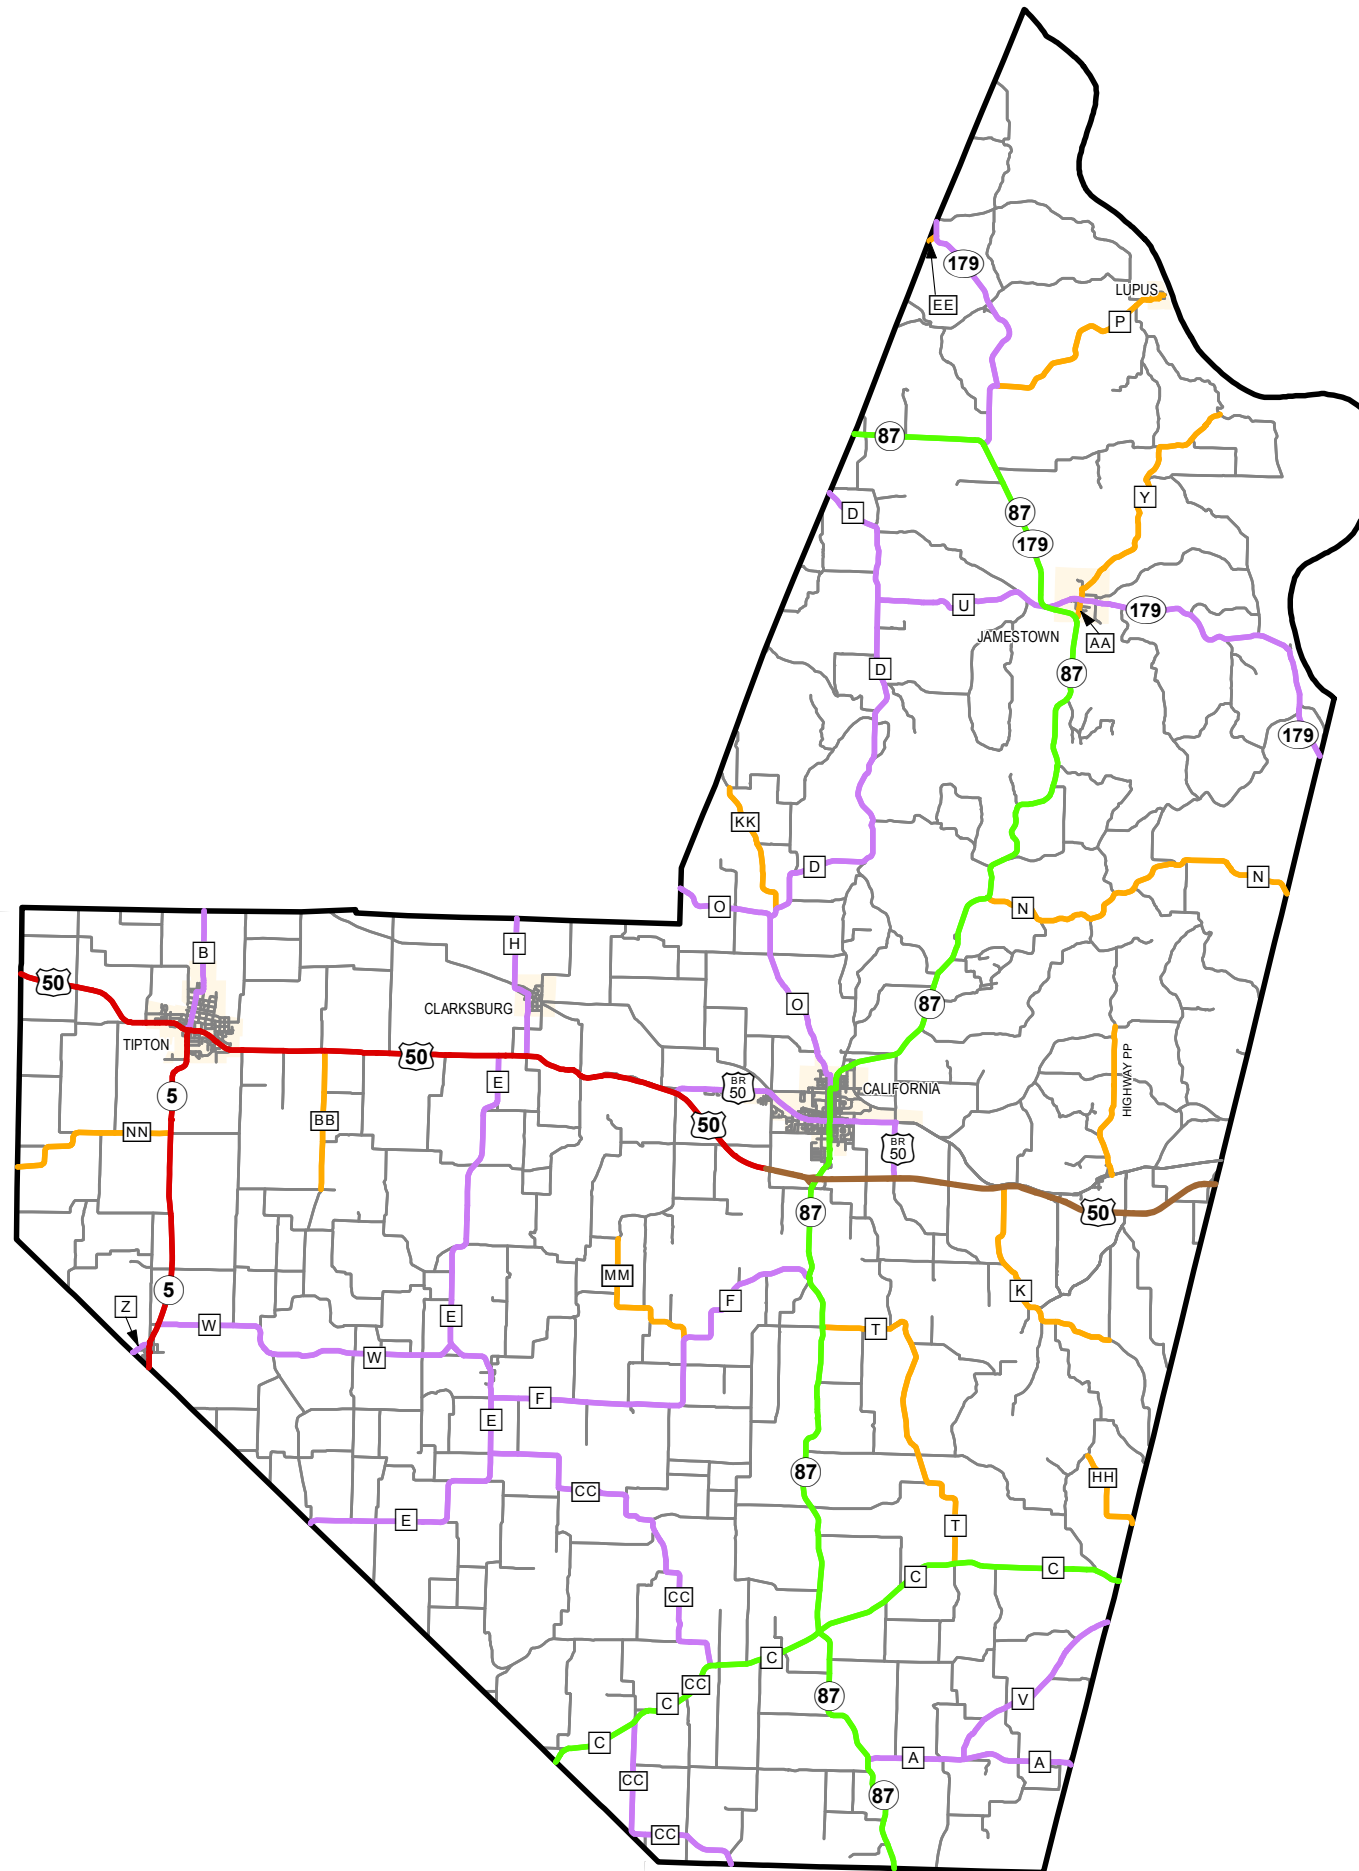 179
EE
LUPUS
P
87
Y
D
87
179
U
179
JAMESTOWN
AA
D
87
179
KK
D
N
O
N
B
H
50
CLARKSBURG
O
87
TIPTON
50
E
BR
50
CALIFORNIA
HIGHWAY PP
5
BB
NN
50
BR
50
87
50
5
MM
K
Z
F
W
E
T
W
F
E
87
HH
CC
E
T
C
C
CC
C
CC
87
C
V
C
A
A
CC
87
CC